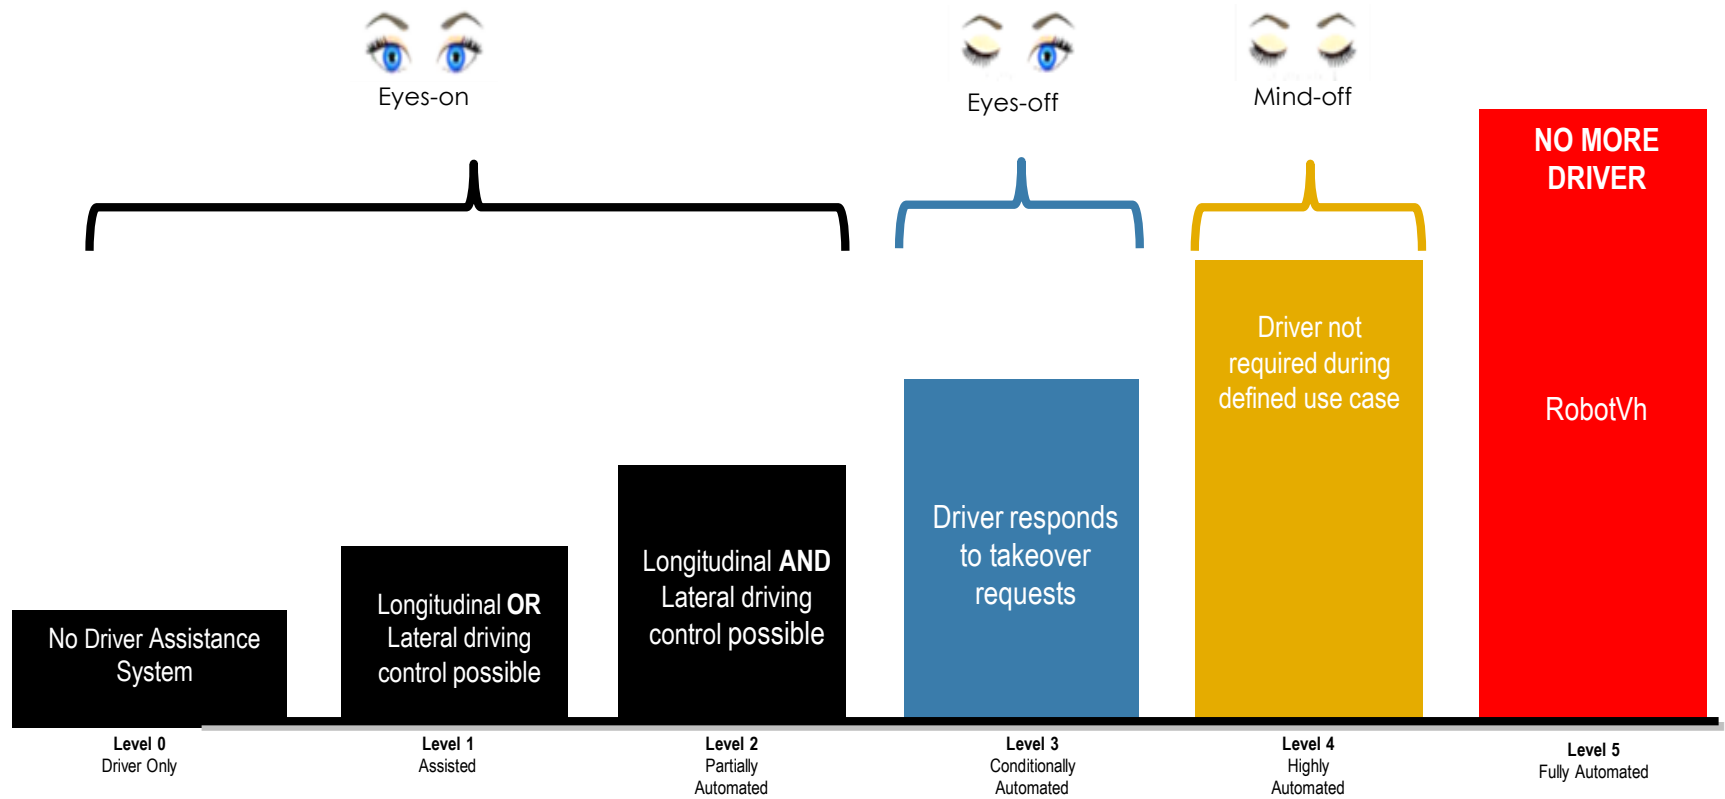 Eyes-on
Eyes-off
Mind-off
NO MORE
DRIVER
RobotVh
Driver not
required during
defined use case
Driver responds
to takeover
requests
Longitudinal AND
Lateral driving
control possible
Longitudinal OR
Lateral driving
control possible
No Driver Assistance
System
Level 0
Driver Only
Level 1
Assisted
Level 2
Partially
Automated
Level 3
Conditionally
Automated
Level 4
Highly
Automated
Level 5
Fully Automated